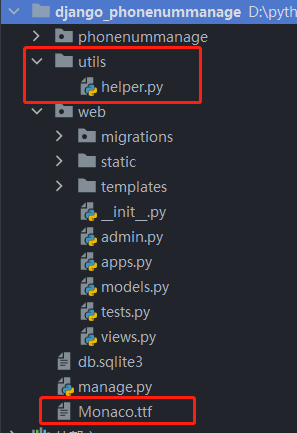 django_phonenummanage D:\pyth
phonenummanage
utils
helper.py
web
migrations
static
templates
__init__.py
admin.py
apps.py
models.py
tests.py
views.py
db.sqlite3
manage.py
Monaco.ttf